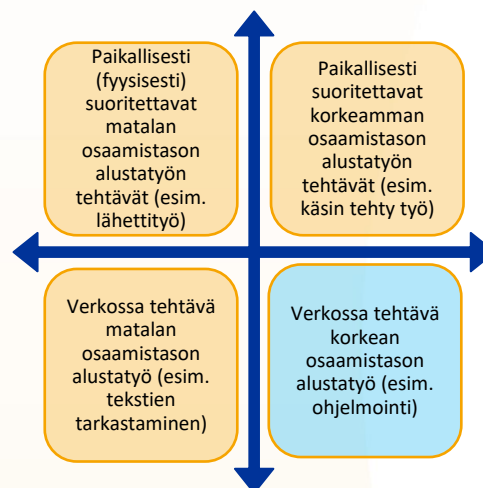 Paikallisesti
(fyysisesti)
suoritettavat
matalan
osaamistason
alustatyön
tehtävät (esim.
lähettityö)
Paikallisesti
suoritettavat
korkeamman
osaamistason
alustatyön
tehtävät (esim.
käsin tehty työ)
Verkossa tehtävä
matalan
osaamistason
alustatyö (esim.
tekstien
tarkastaminen)
Verkossa tehtävä
korkean
osaamistason
alustatyö (esim.
ohjelmointi)